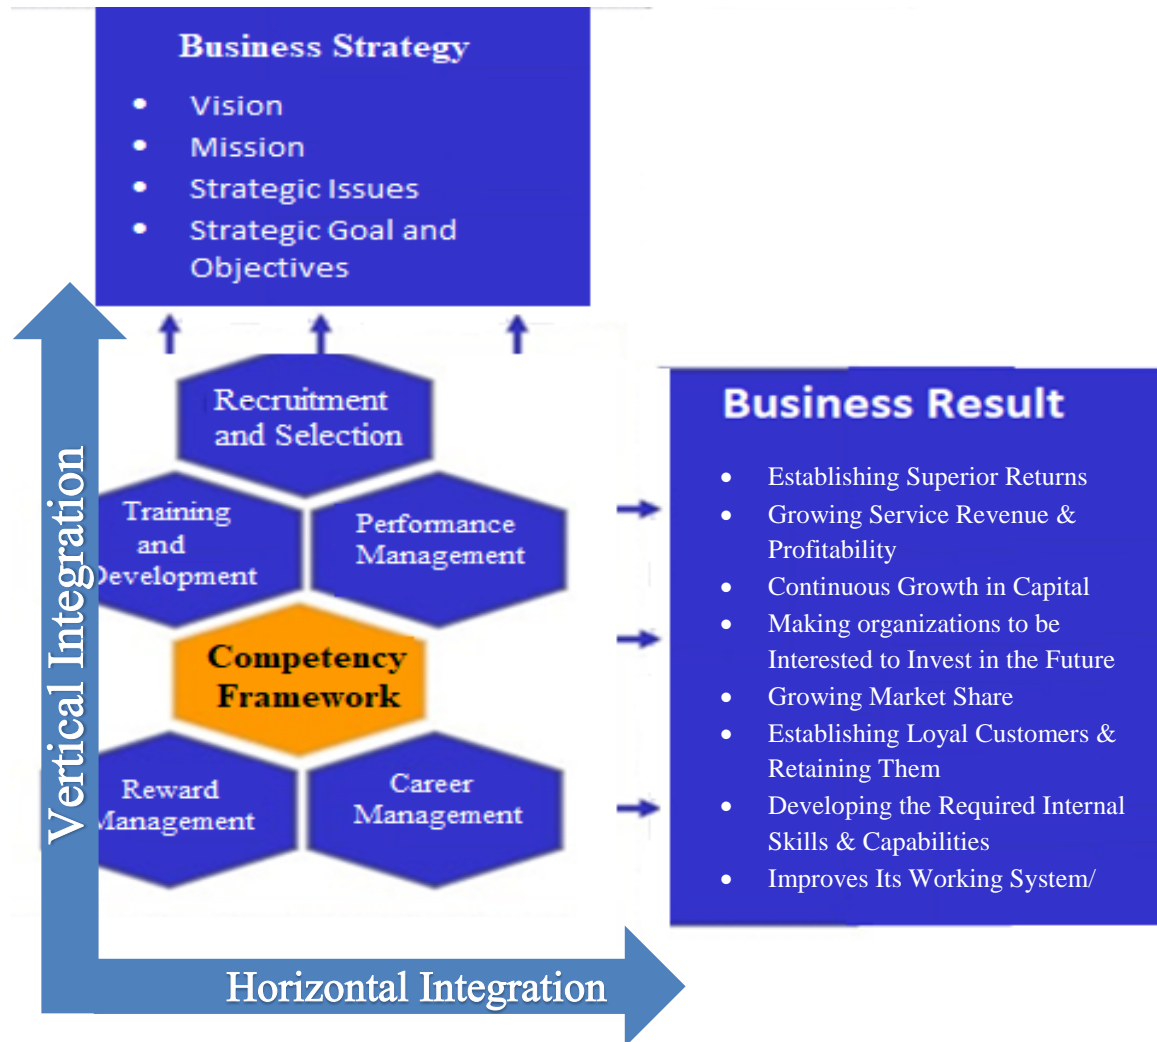 Business Strategy
• Vision
• Mission
• Strategic Issues
• Strategic Goal and
Objectives
Recruitment
and Selection
Training
and
Development
Performance
Management
Competency
Framework
Reward
Management
Career
Management
Vertical Integration
Horizontal Integration
Business Result
• Establishing Superior Returns
• Growing Service Revenue &
Profitability
• Continuous Growth in Capital
• Making organizations to be
Interested to Invest in the Future
• Growing Market Share
• Establishing Loyal Customers &
Retaining Them
• Developing the Required Internal
Skills & Capabilities
• Improves Its Working System/